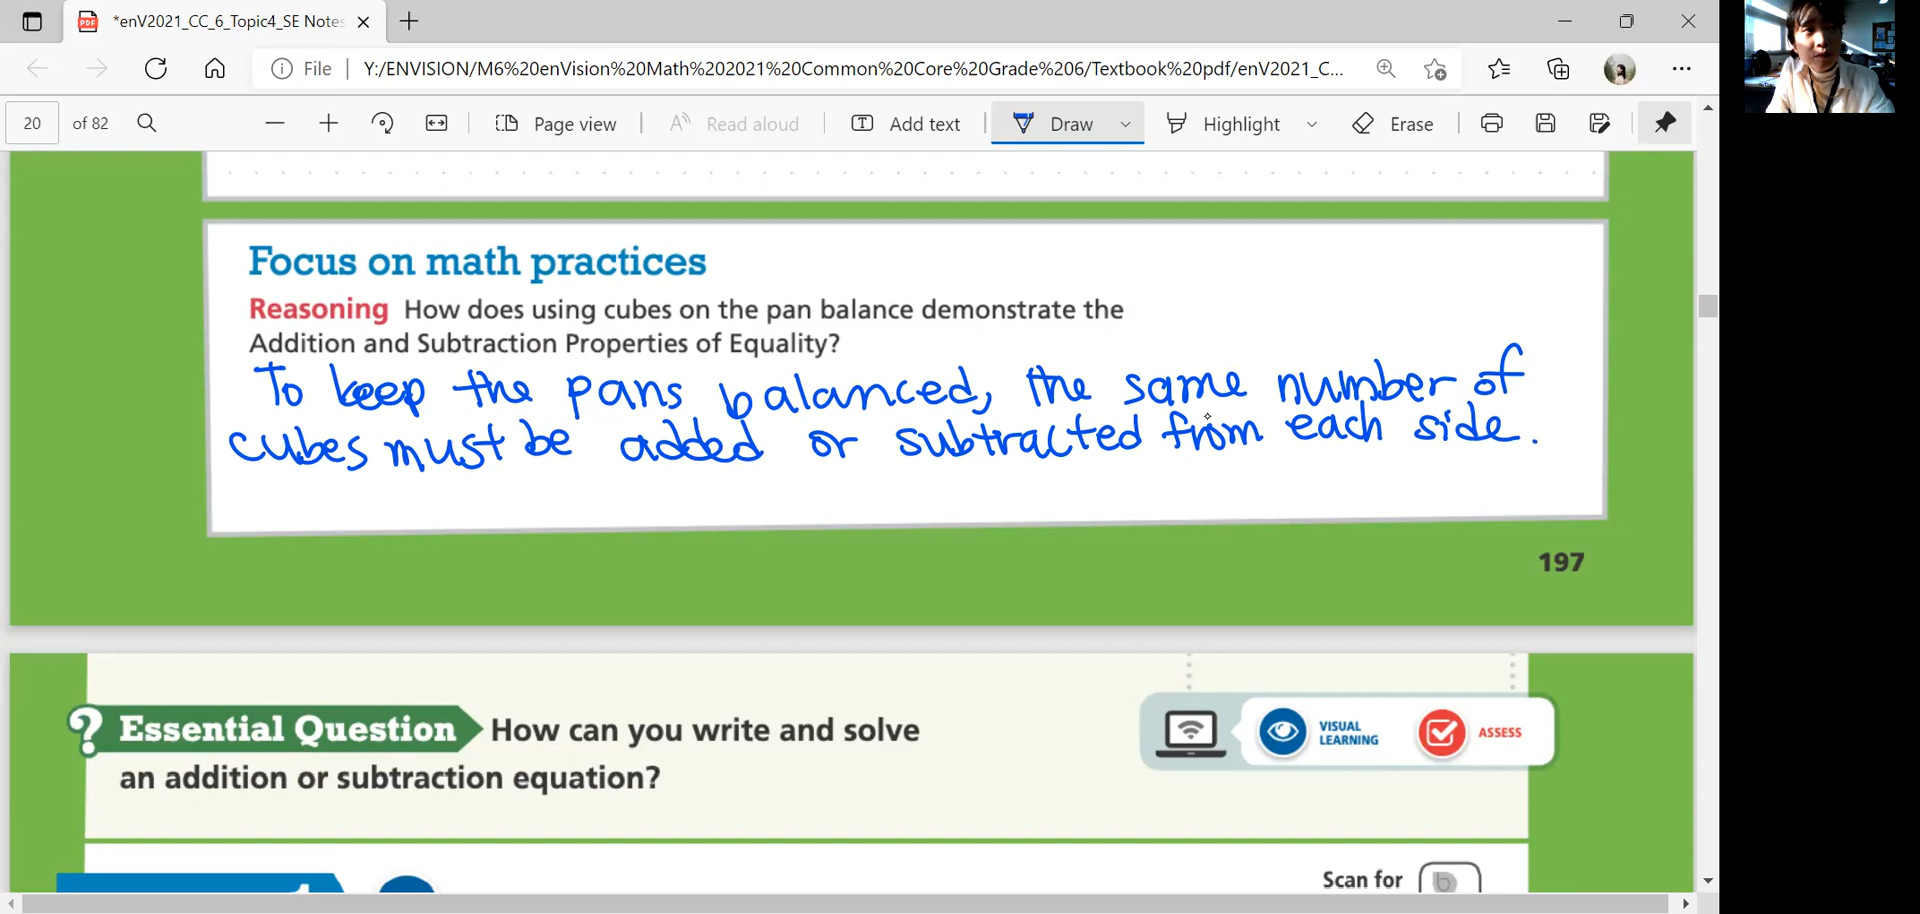 *enV2021_CC_6_Topic4_SE Notes
File Y:/ENVISION/M6%20enVision%20Math%202021%20Common%20Core%20Grade%206/Textbook%20pdf/enV2021_C...
20 of 82 Page view Read aloud Add text Draw Highlight Erase
Focus on math practices
Reasoning How does using cubes on the pan balance demonstrate the
Addition and Subtraction Properties of Equality?
To keep the pans balanced, the same number of
cubes must be added or subtracted from each side.
197
? Essential Question How can you write and solve
an addition or subtraction equation?
VISUAL
LEARNING
ASSESS
Scan for